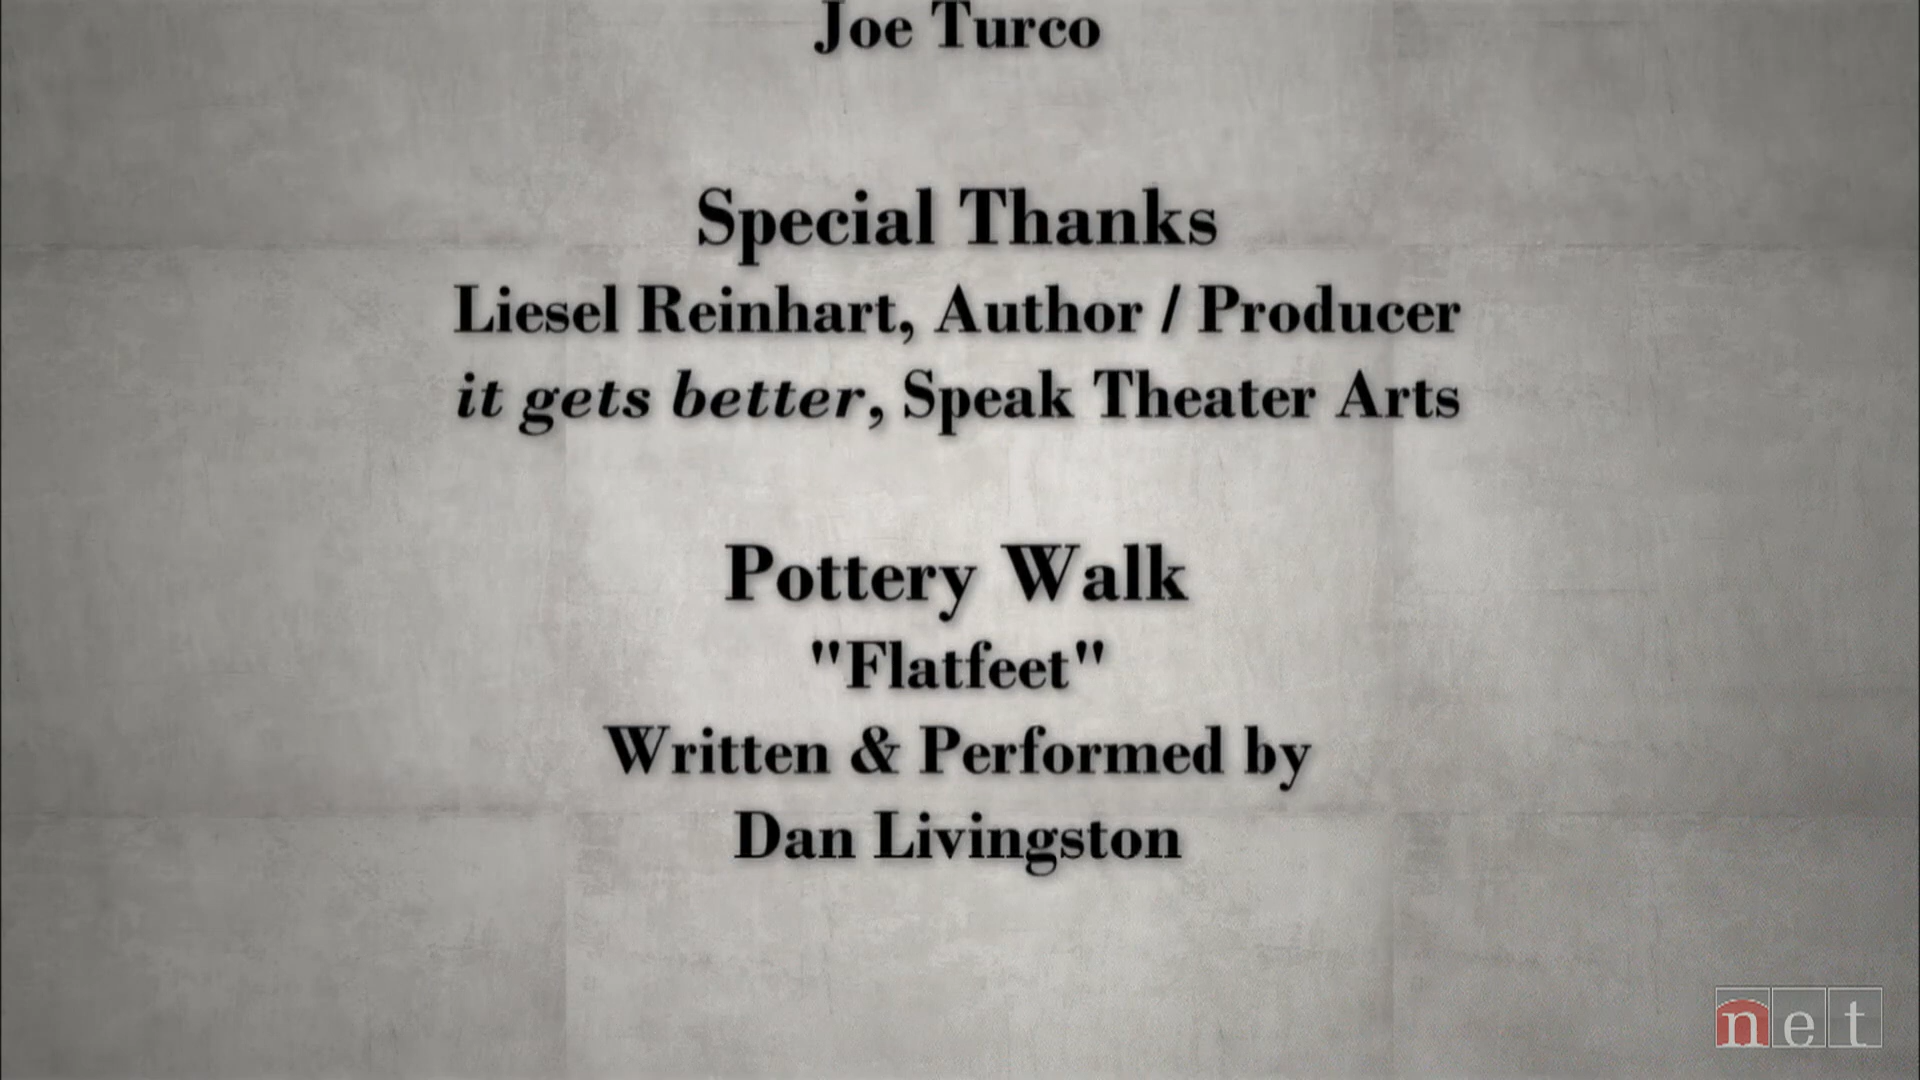 Joe Turco
Special Thanks
Liesel Reinhart, Author / Producer
it gets better, Speak Theater Arts
Pottery Walk
"Flatfeet"
Written & Performed by
Dan Livingston
net